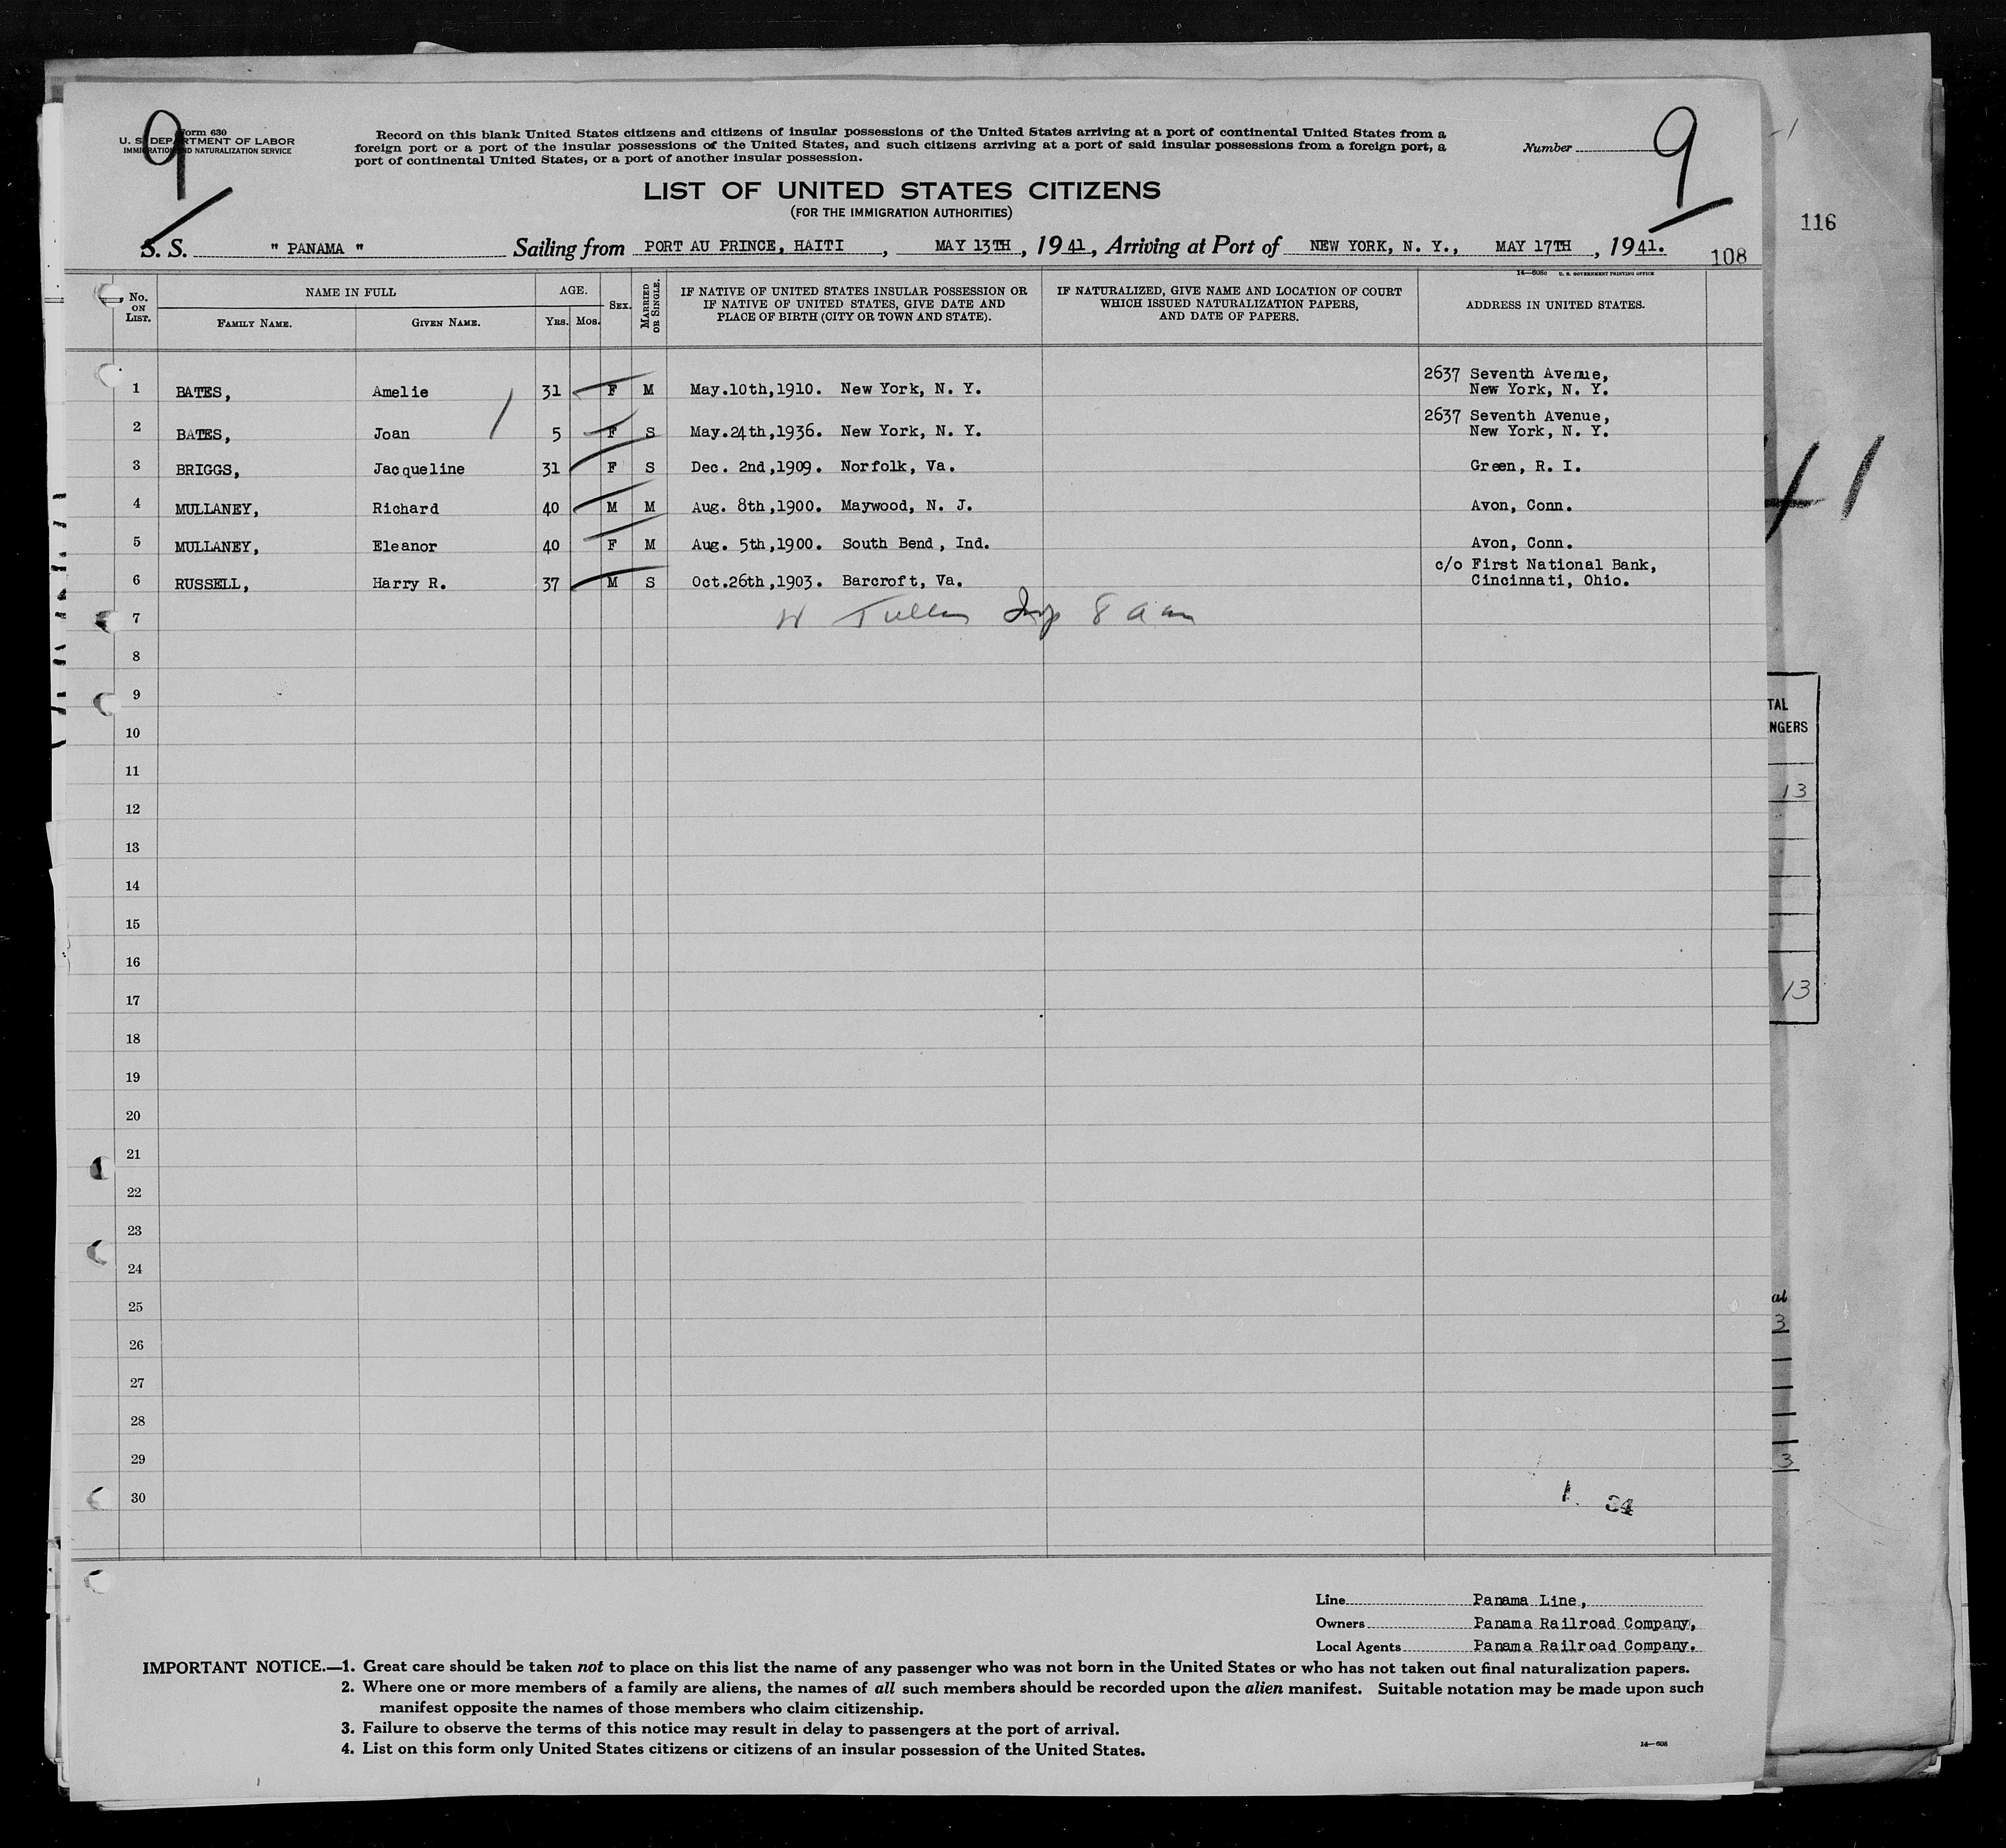 9
9
Form 630
U. S. DEPARTMENT OF LABOR
IMMIGRATION AND NATURALIZATION SERVICE
Record on this blank United States citizens and citizens of insular possessions of the United States arriving at a port of continental United States from a
foreign port or a port of the insular possessions of the United States, and such citizens arriving at a port of said insular possessions from a foreign port, a
port of continental United States, or a port of another insular possession.
Number
LIST OF UNITED STATES CITIZENS
(FOR THE IMMIGRATION AUTHORITIES)
116
S. S. " PANAMA " Sailing from PORT AU PRINCE, HAITI, MAY 13TH, 1941, Arriving at Port of NEW YORK, N. Y., MAY 17TH, 1941.
108
14—608c U. S. GOVERNMENT PRINTING OFFICE
No. ON LIST.
NAME IN FULL
FAMILY NAME.
GIVEN NAME.
AGE.
YRS. MOS.
SEX.
MARRIED OR SINGLE.
IF NATIVE OF UNITED STATES INSULAR POSSESSION OR
IF NATIVE OF UNITED STATES, GIVE DATE AND
PLACE OF BIRTH (CITY OR TOWN AND STATE).
IF NATURALIZED, GIVE NAME AND LOCATION OF COURT
WHICH ISSUED NATURALIZATION PAPERS,
AND DATE OF PAPERS.
ADDRESS IN UNITED STATES.
1 BATES, Amelie 31 F M May.10th,1910. New York, N. Y. 2637 Seventh Avenue,
New York, N. Y.
2 BATES, Joan 5 F S May.24th,1936. New York, N. Y. 2637 Seventh Avenue,
New York, N. Y.
3 BRIGGS, Jacqueline 31 F S Dec. 2nd,1909. Norfolk, Va. Green, R. I.
4 MULLANEY, Richard 40 M M Aug. 8th,1900. Maywood, N. J. Avon, Conn.
5 MULLANEY, Eleanor 40 F M Aug. 5th,1900. South Bend, Ind. Avon, Conn.
6 RUSSELL, Harry R. 37 M S Oct.26th,1903. Barcroft, Va. c/o First National Bank,
Cincinnati, Ohio.
7
8
9
10
11
12
13
14
15
16
17
18
19
20
21
22
23
24
25
26
27
28
29
30
41
TAL
NGERS
13
13
al
3
3
Line Panama Line,
Owners Panama Railroad Company,
Local Agents Panama Railroad Company.
IMPORTANT NOTICE.—1. Great care should be taken not to place on this list the name of any passenger who was not born in the United States or who has not taken out final naturalization papers.
2. Where one or more members of a family are aliens, the names of all such members should be recorded upon the alien manifest. Suitable notation may be made upon such
manifest opposite the names of those members who claim citizenship.
3. Failure to observe the terms of this notice may result in delay to passengers at the port of arrival.
4. List on this form only United States citizens or citizens of an insular possession of the United States.
14—608